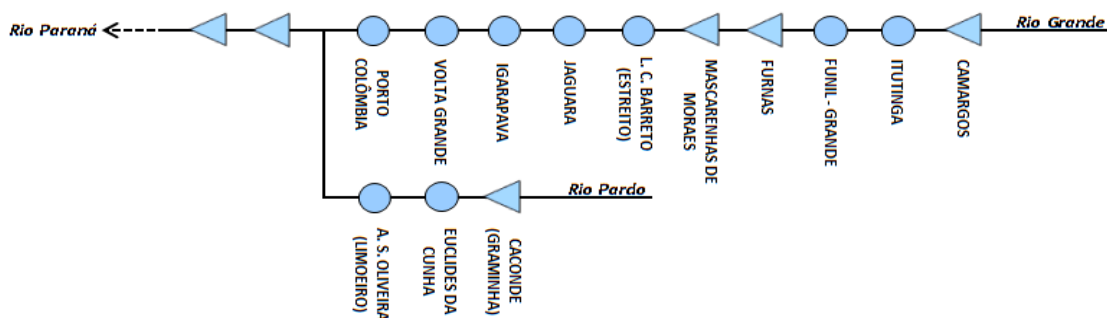 Rio Paraná
Rio Grande
PORTO
COLÔMBIA
VOLTA GRANDE
IGARAPAVA
JAGUARA
L. C. BARRETO
(ESTREITO)
MASCARENHAS DE
MORAES
FURNAS
FUNIL - GRANDE
ITUTINGA
CAMARGOS
Rio Pardo
A. S. OLIVEIRA
(LIMOEIRO)
EUCLIDES DA
CUNHA
CACONDE
(GRAMINHA)